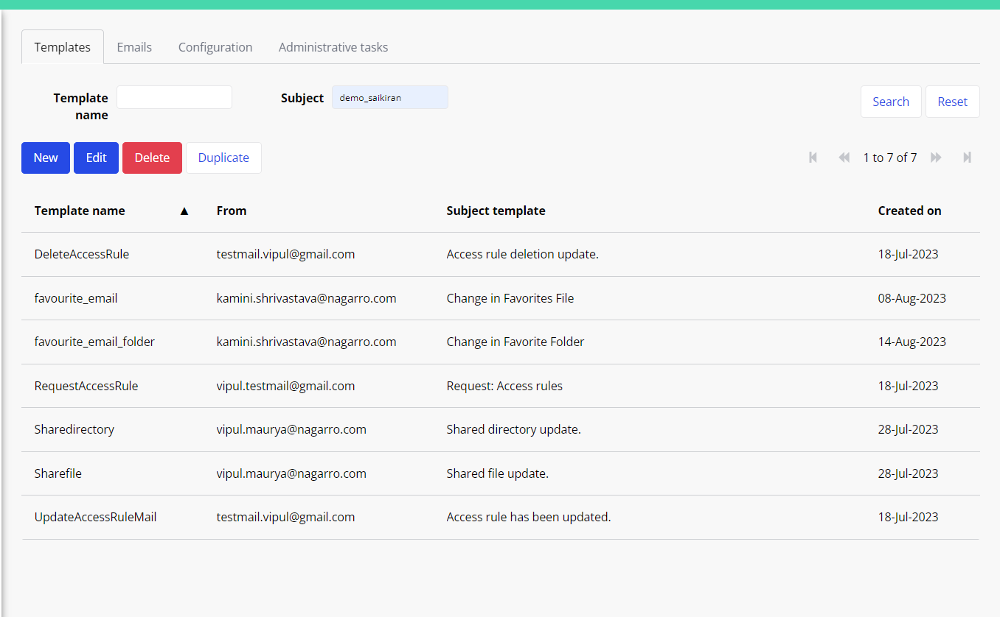 Templates Emails Configuration Administrative tasks
Template name Subject demo_saikiran Search Reset
New Edit Delete Duplicate 1 to 7 of 7
Template name ▲ From Subject template Created on
DeleteAccessRule testmail.vipul@gmail.com Access rule deletion update. 18-Jul-2023
favourite_email kamini.shrivastava@nagarro.com Change in Favorites File 08-Aug-2023
favourite_email_folder kamini.shrivastava@nagarro.com Change in Favorite Folder 14-Aug-2023
RequestAccessRule vipul.testmail@gmail.com Request: Access rules 18-Jul-2023
Sharedirectory vipul.maurya@nagarro.com Shared directory update. 28-Jul-2023
Sharefile vipul.maurya@nagarro.com Shared file update. 28-Jul-2023
UpdateAccessRuleMail testmail.vipul@gmail.com Access rule has been updated. 18-Jul-2023